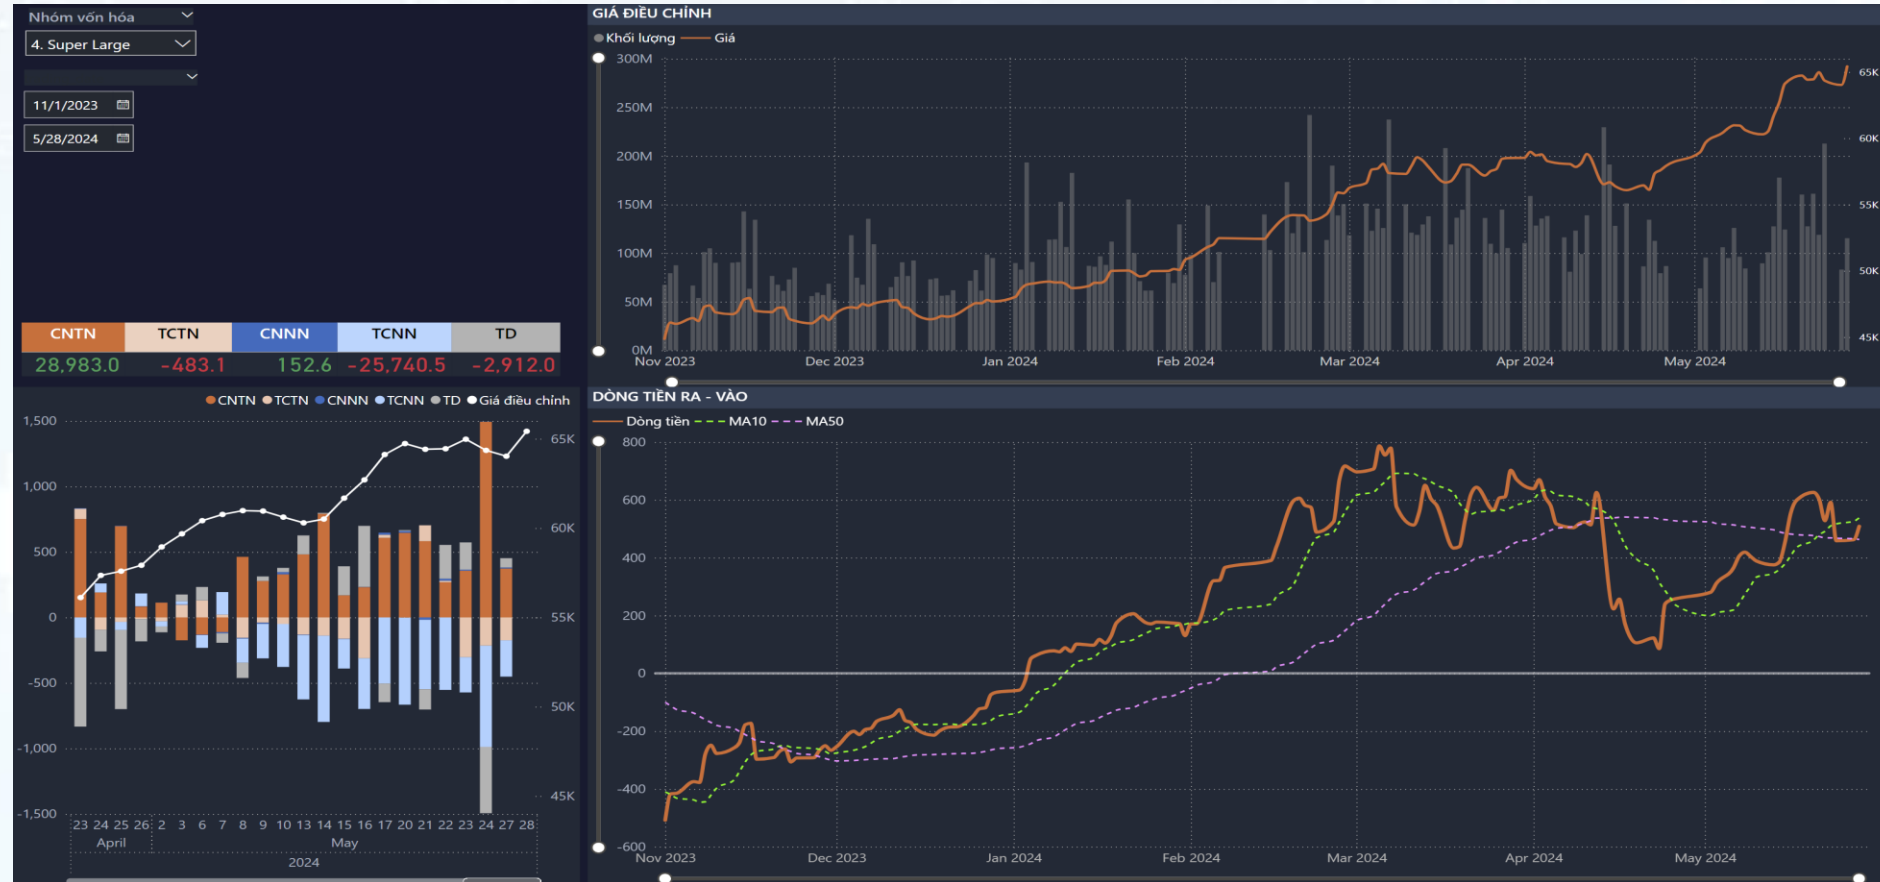 Nhóm vốn hóa
4. Super Large
11/1/2023
5/28/2024
CNTN TCTN CNNN TCNN TD
28,983.0 -483.1 152.6 -25,740.5 -2,912.0
CNTN TCTN CNNN TCNN TD Giá điều chỉnh
1,500
1,000
500
0
-500
-1,000
-1,500
65K
60K
55K
50K
45K
23 24 25 26 2 3 6 7 8 9 10 13 14 15 16 17 20 21 22 23 24 27 28
April May
2024
GIÁ ĐIỀU CHỈNH
Khối lượng Giá
300M
250M
200M
150M
100M
50M
0M
65K
60K
55K
50K
45K
Nov 2023 Dec 2023 Jan 2024 Feb 2024 Mar 2024 Apr 2024 May 2024
DÒNG TIỀN RA - VÀO
Dòng tiền MA10 MA50
800
600
400
200
0
-200
-400
-600
Nov 2023 Dec 2023 Jan 2024 Feb 2024 Mar 2024 Apr 2024 May 2024